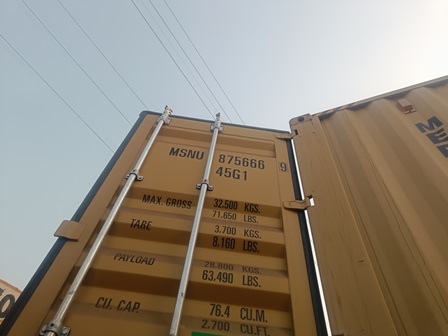 MSNU 875666 9
45G1
MAX. GROSS 32.500 KGS.
71.650 LBS.
TARE 3.700 KGS.
8.160 LBS.
PAYLOAD 28.800 KGS.
63.490 LBS.
CU. CAP. 76.4 CU.M.
2.700 CU.FT.